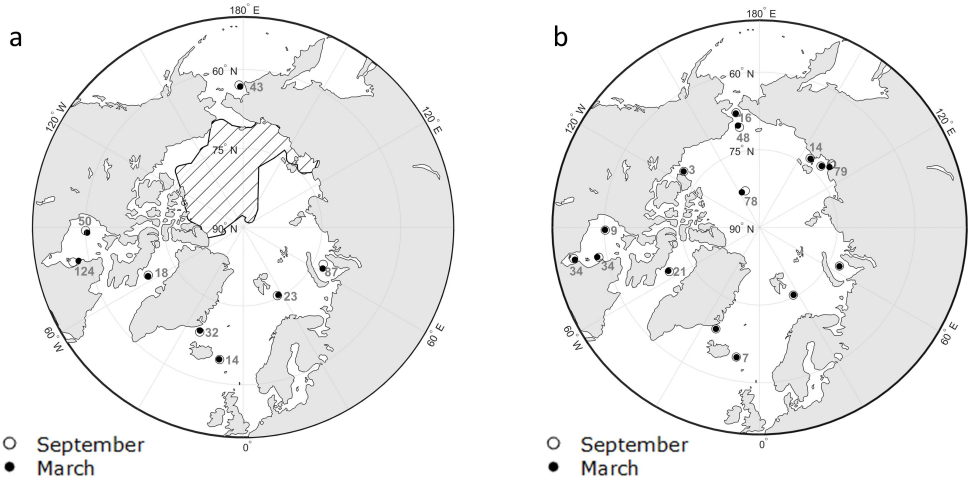 a
180° E
60° N
43
120° W
120° E
75° N
50
90° N
124
18
87
23
32
14
60° W
60° E
0°
September
March
b
180° E
60° N
16
120° W
120° E
48
75° N
14
79
3
78
9
90° N
34
34
21
7
60° W
60° E
0°
September
March